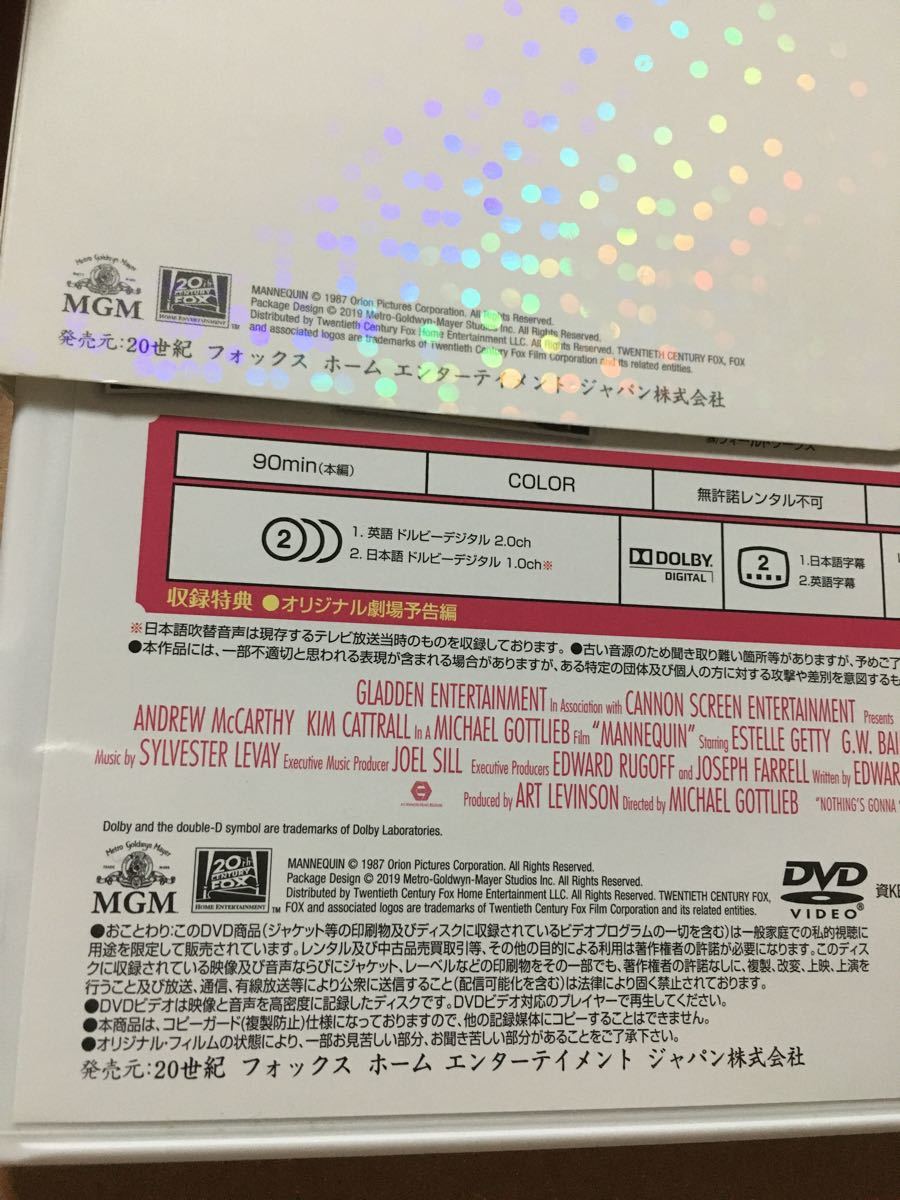 Metro Goldwyn Mayer
MGM
20th
CENTURY
FOX
HOME ENTERTAINMENT
TM
MANNEQUIN © 1987 Orion Pictures Corporation. All Rights Reserved.
Package Design © 2019 Metro-Goldwyn-Mayer Studios Inc. All Rights Reserved.
Distributed by Twentieth Century Fox Home Entertainment LLC. All Rights Reserved. TWENTIETH CENTURY FOX, FOX
and associated logos are trademarks of Twentieth Century Fox Film Corporation and its related entities.
発売元:20世紀 フォックス ホーム エンターテイメント ジャパン株式会社
90min(本編)
COLOR
無許諾レンタル不可
2
1. 英語 ドルビーデジタル 2.0ch
2. 日本語 ドルビーデジタル 1.0ch※
DOLBY
DIGITAL
2
1.日本語字幕
2.英語字幕
収録特典 ●オリジナル劇場予告編
※日本語吹替音声は現存するテレビ放送当時のものを収録しております。 ●古い音源のため聞き取り難い箇所等がありますが、予めご了
●本作品には、一部不適切と思われる表現が含まれる場合がありますが、ある特定の団体及び個人の方に対する攻撃や差別を意図するも
GLADDEN ENTERTAINMENT In Association with CANNON SCREEN ENTERTAINMENT Presents
ANDREW McCARTHY KIM CATTRALL In A MICHAEL GOTTLIEB Film "MANNEQUIN" Starring ESTELLE GETTY G.W. BAI
Music by SYLVESTER LEVAY Executive Music Producer JOEL SILL Executive Producers EDWARD RUGOFF and JOSEPH FARRELL Written by EDWAR
Produced by ART LEVINSON Directed by MICHAEL GOTTLIEB "NOTHING'S GONNA
Dolby and the double-D symbol are trademarks of Dolby Laboratories.
Metro Goldwyn Mayer
MGM
20th
CENTURY
FOX
HOME ENTERTAINMENT
TM
MANNEQUIN © 1987 Orion Pictures Corporation. All Rights Reserved.
Package Design © 2019 Metro-Goldwyn-Mayer Studios Inc. All Rights Reserved.
Distributed by Twentieth Century Fox Home Entertainment LLC. All Rights Reserved. TWENTIETH CENTURY FOX,
FOX and associated logos are trademarks of Twentieth Century Fox Film Corporation and its related entities.
DVD
VIDEO®
●おことわり:このDVD商品(ジャケット等の印刷物及びディスクに収録されているビデオプログラムの一切を含む)は一般家庭での私的視聴に
用途を限定して販売されています。レンタル及び中古品売買取引等、その他の目的による利用は著作権者の許諾が必要になります。このディス
クに収録されている映像及び音声ならびにジャケット、レーベルなどの印刷物をその一部でも、著作権者の許諾なしに、複製、改変、上映、上演を
行うこと及び放送、通信、有線放送等により公衆に送信すること(配信可能化を含む)は法律により固く禁止されております。
●DVDビデオは映像と音声を高密度に記録したディスクです。DVDビデオ対応のプレイヤーで再生してください。
●本商品は、コピーガード(複製防止)仕様になっておりますので、他の記録媒体にコピーすることはできません。
●オリジナル・フィルムの状態により、一部お見苦しい部分、お聞き苦しい部分があることをご了承下さい。
発売元:20世紀 フォックス ホーム エンターテイメント ジャパン株式会社